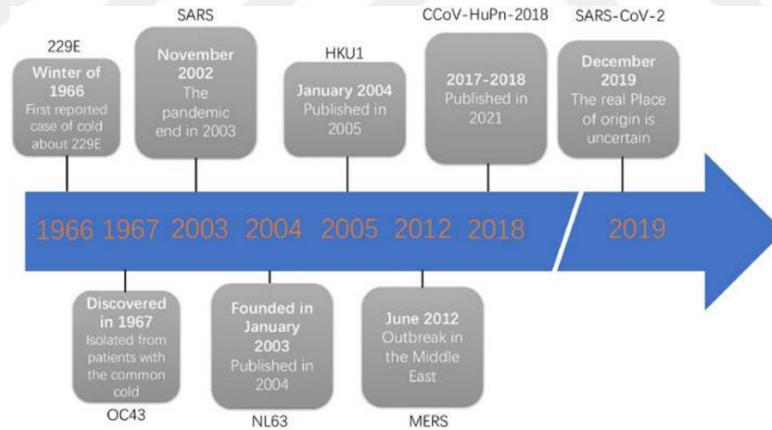 SARS
CCoV-HuPn-2018
SARS-CoV-2
229E
HKU1
Winter of
1966
First reported
case of cold
about 229E
November
2002
The
pandemic
end in 2003
January 2004
Published in
2005
2017-2018
Published in
2021
December
2019
The real Place
of origin is
uncertain
1966 1967 2003 2004 2005 2012 2018 2019
Discovered
in 1967
Isolated from
patients with
the common
cold
OC43
Founded in
January
2003
Published in
2004
NL63
June 2012
Outbreak in
the Middle
East
MERS